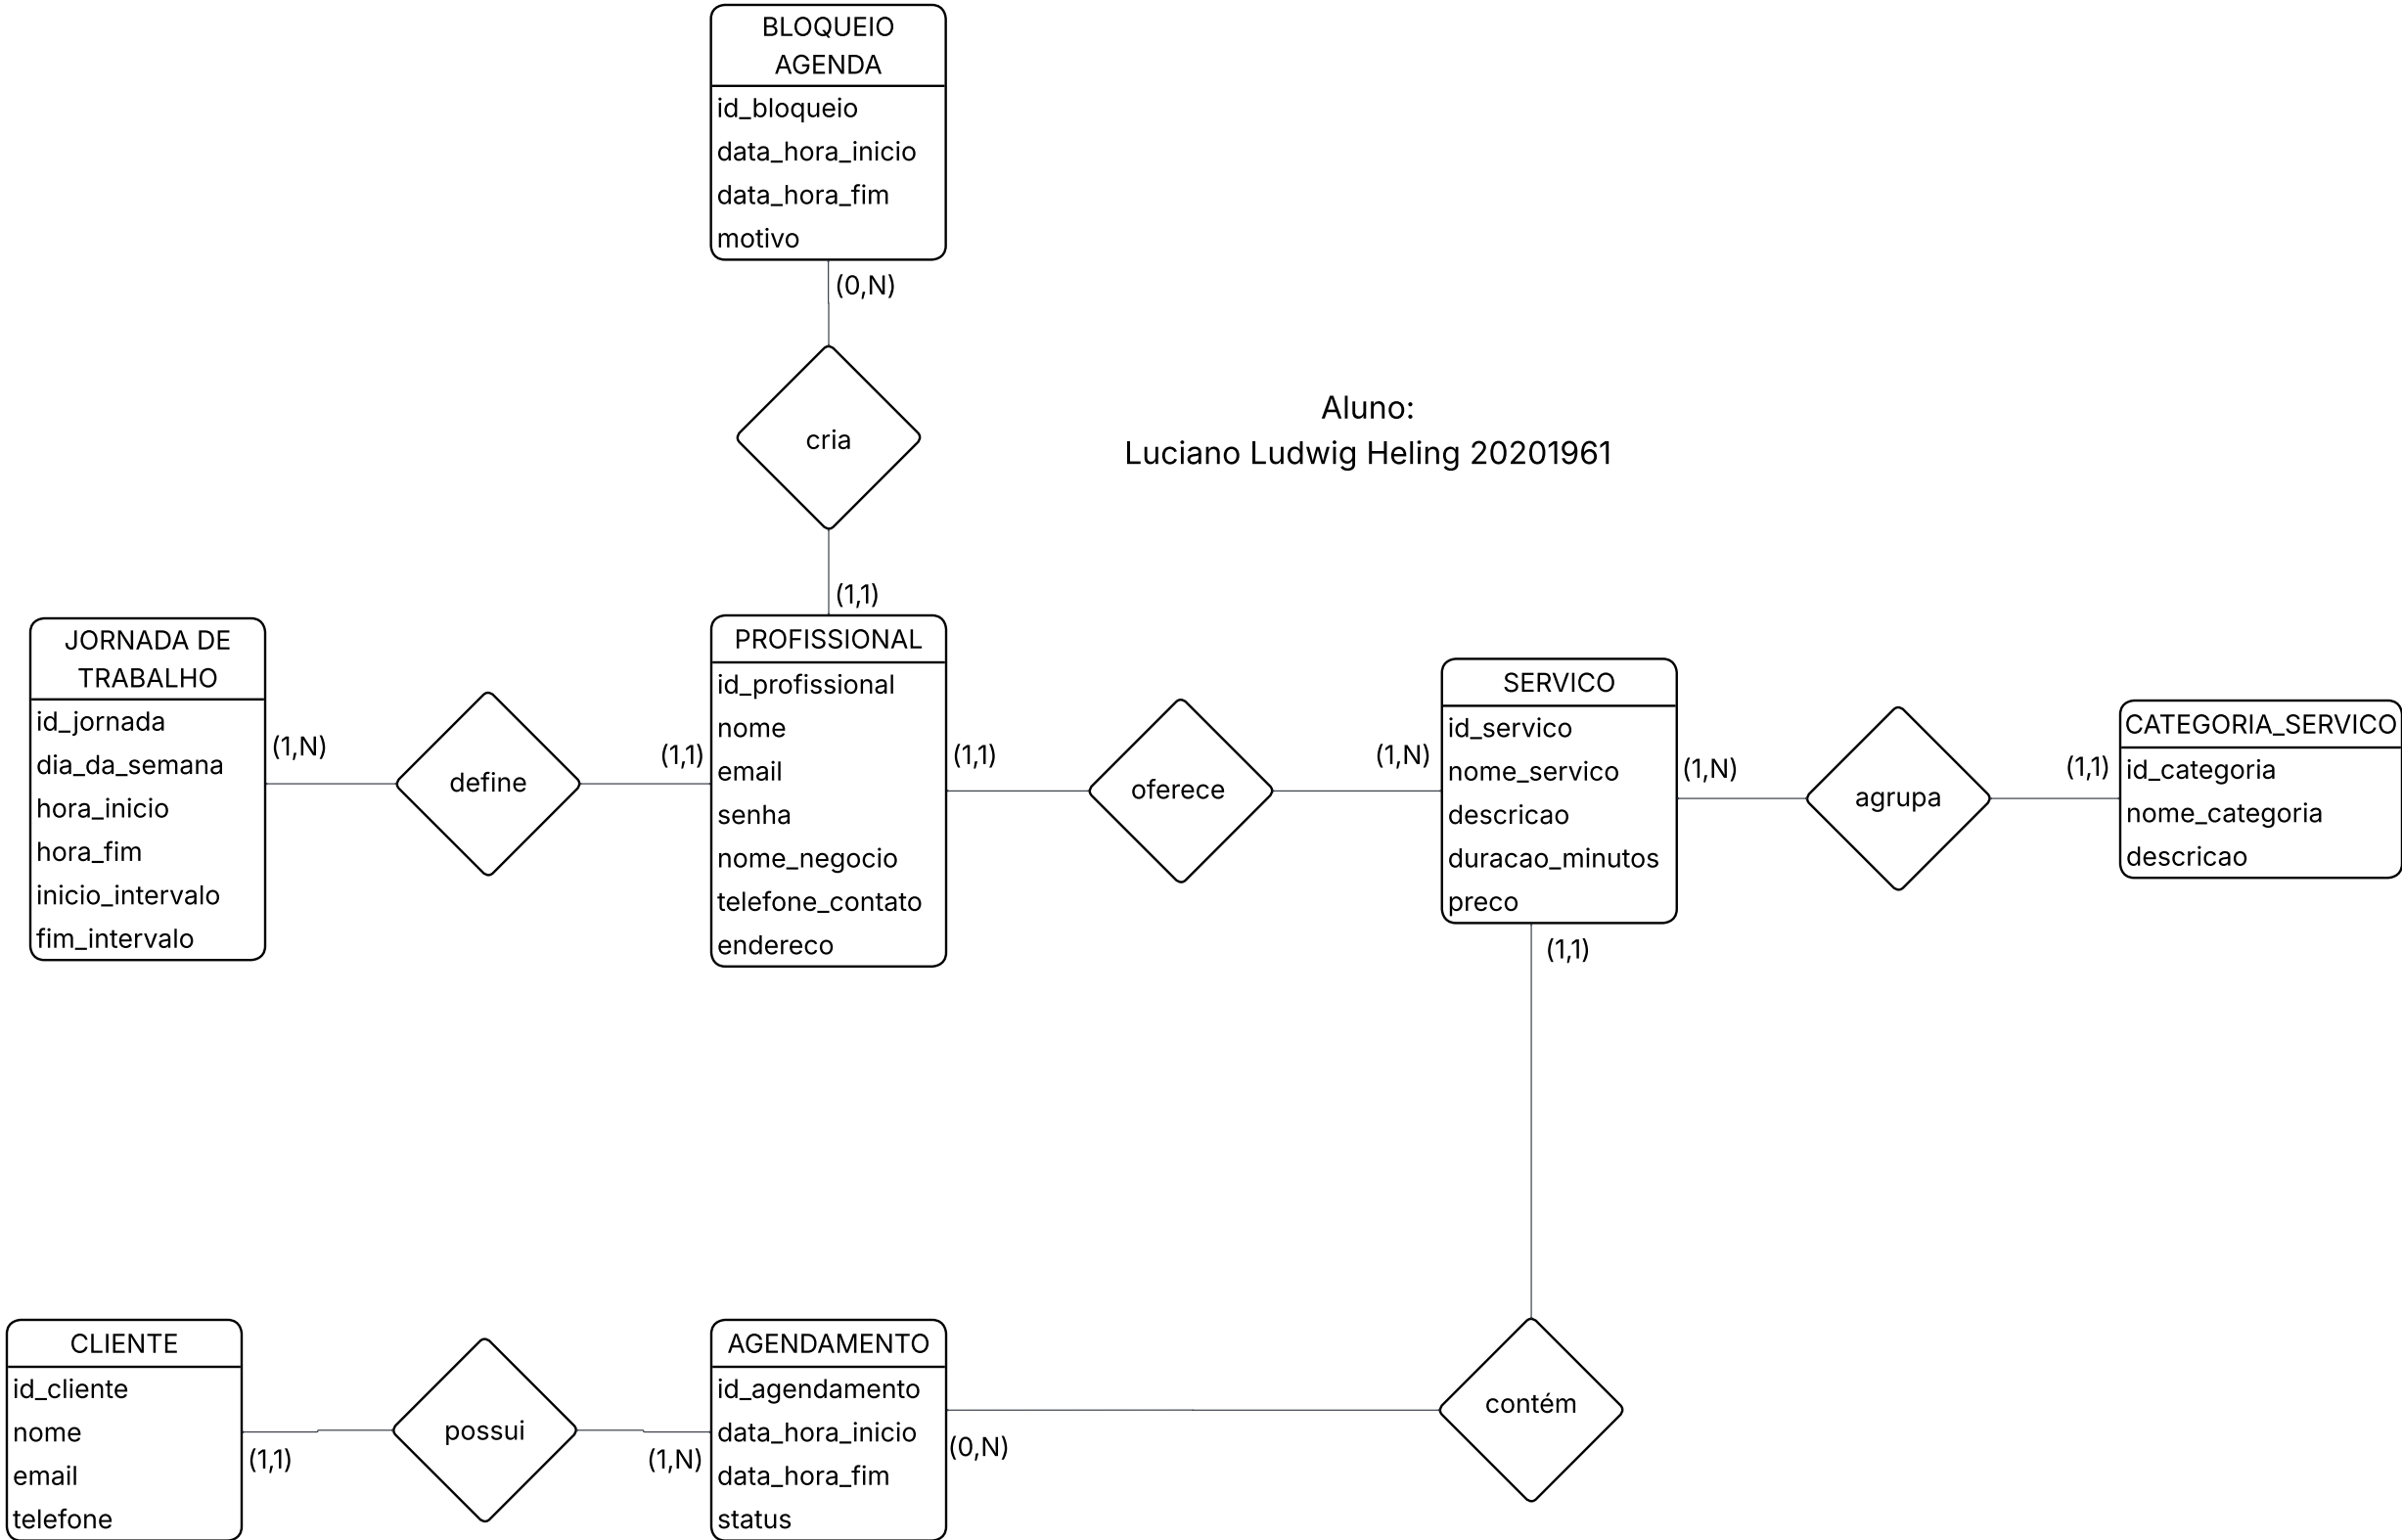 BLOQUEIO
AGENDA
id_bloqueio
data_hora_inicio
data_hora_fim
motivo
(0,N)
cria
(1,1)
Aluno:
Luciano Ludwig Heling 20201961
JORNADA DE
TRABALHO
id_jornada
dia_da_semana
hora_inicio
hora_fim
inicio_intervalo
fim_intervalo
(1,N)
define
(1,1)
PROFISSIONAL
id_profissional
nome
email
senha
nome_negocio
telefone_contato
endereco
(1,1)
oferece
(1,N)
SERVICO
id_servico
nome_servico
descricao
duracao_minutos
preco
(1,N)
agrupa
(1,1)
CATEGORIA_SERVICO
id_categoria
nome_categoria
descricao
(1,1)
CLIENTE
id_cliente
nome
email
telefone
(1,1)
possui
(1,N)
AGENDAMENTO
id_agendamento
data_hora_inicio
data_hora_fim
status
(0,N)
contém